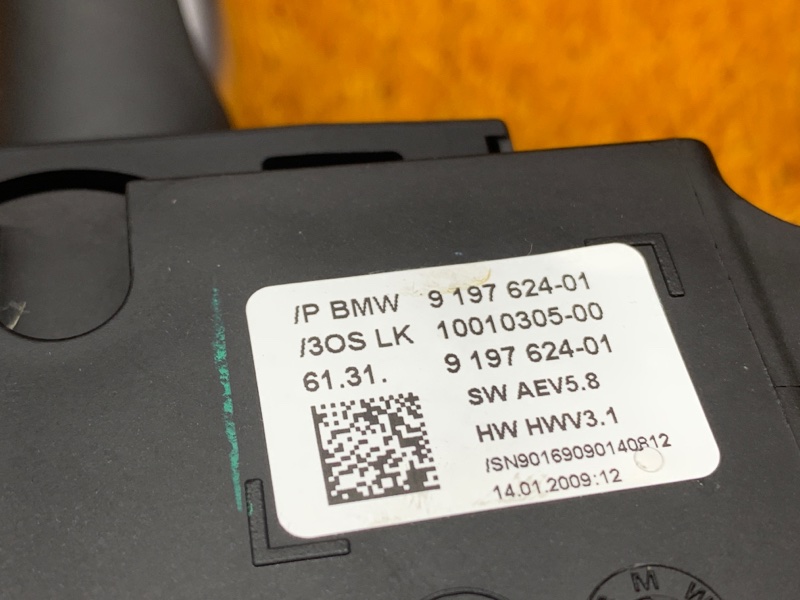 /P BMW 9 197 624-01
/3OS LK 10010305-00
61.31. 9 197 624-01
SW AEV5.8
HW HWV3.1
/SN90169090140812
14.01.2009:12
M W